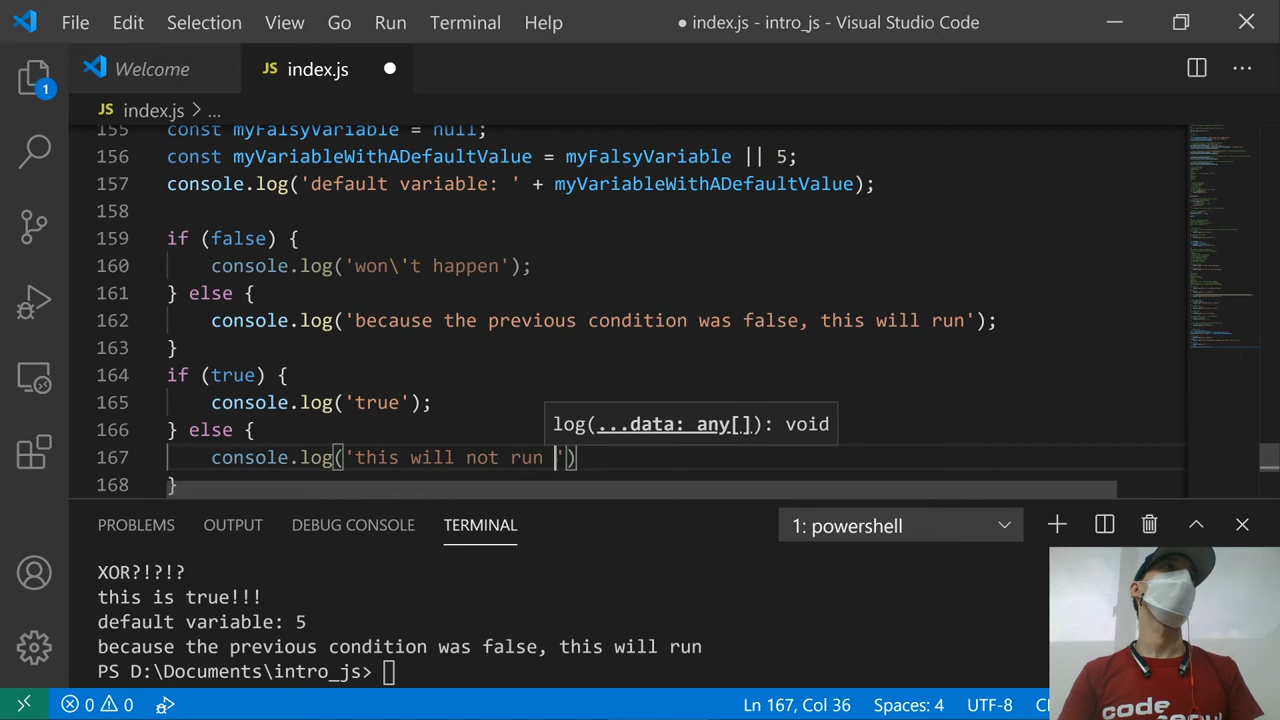 File Edit Selection View Go Run Terminal Help ● index.js - intro_js - Visual Studio Code
Welcome JS index.js
1
JS index.js > ...
155 const myFalsyVariable = null;
156 const myVariableWithADefaultValue = myFalsyVariable || 5;
157 console.log('default variable: ' + myVariableWithADefaultValue);
158
159 if (false) {
160 console.log('won\'t happen');
161 } else {
162 console.log('because the previous condition was false, this will run');
163 }
164 if (true) {
165 console.log('true');
166 } else {
log(...data: any[]): void
167 console.log('this will not run ')
168 }
PROBLEMS OUTPUT DEBUG CONSOLE TERMINAL 1: powershell
XOR?!?!?
this is true!!!
default variable: 5
because the previous condition was false, this will run
PS D:\Documents\intro_js>
0 0 Ln 167, Col 36 Spaces: 4 UTF-8
code